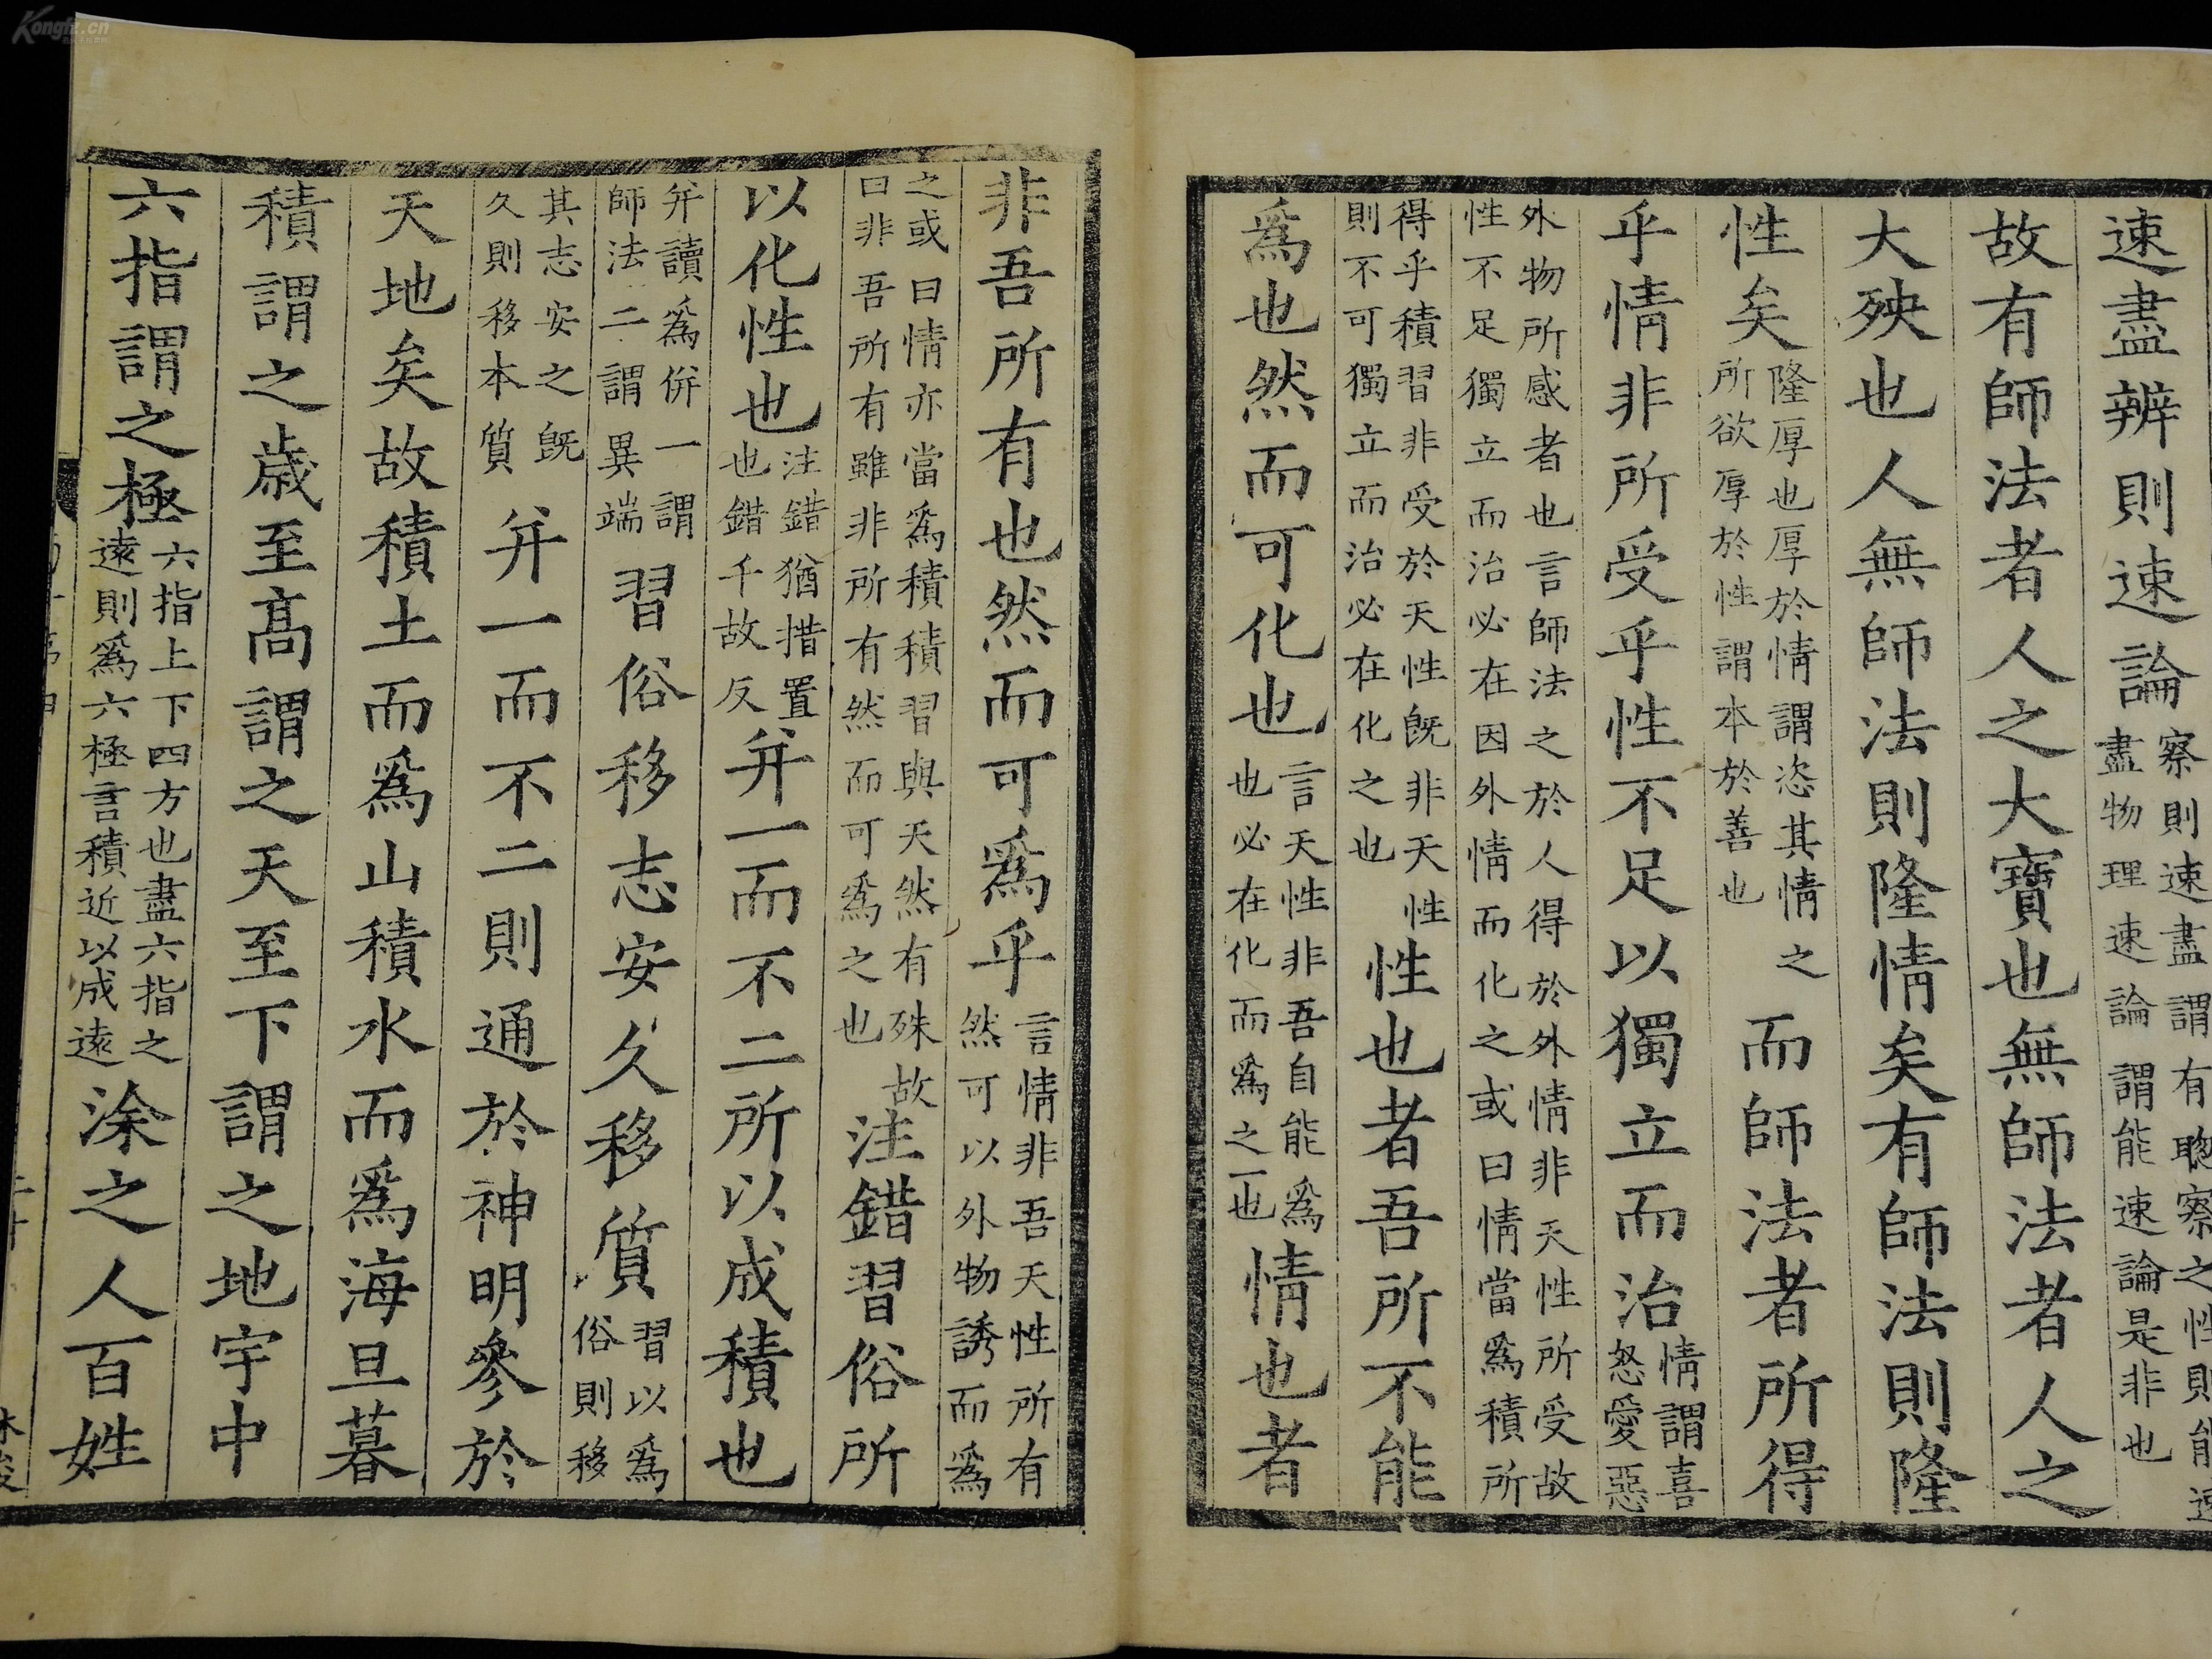 速盡辨則速論察則速盡謂有聦察之性則能速盡物理速論謂能速論是非也
故有師法者人之大寶也無師法者人之
大殃也人無師法則隆情矣有師法則隆
性矣隆厚也厚於情謂恣其情之所欲厚於性謂本於善也而師法者所得
乎情非所受乎性不足以獨立而治情謂喜怒愛惡
外物所感者也言師法之於人得於外情非天性所受故性不足獨立而治必在因外情而化之或曰情當爲積所
得乎積習非受於天性旣非天性則不可獨立而治必在化之也性也者吾所不能
爲也然而可化也言天性非吾自能爲也必在化而爲之也情也者
非吾所有也然而可爲乎言情非吾天性所有然可以外物誘而爲
之或曰情亦當爲積積習與天然有殊故曰非吾所有雖非所有然而可爲之也注錯習俗所
以化性也注錯猶措置也錯千故反并一而不二所以成積也
并讀爲併一謂師法二謂異端習俗移志安久移質習以爲俗則移
其志安之旣久則移本質并一而不二則通於神明參於
天地矣故積土而爲山積水而爲海旦暮
積謂之歲至高謂之天至下謂之地宇中
六指謂之極六指上下四方也盡六指之遠則爲六極言積近以成遠涂之人百姓
Kongfz.cn